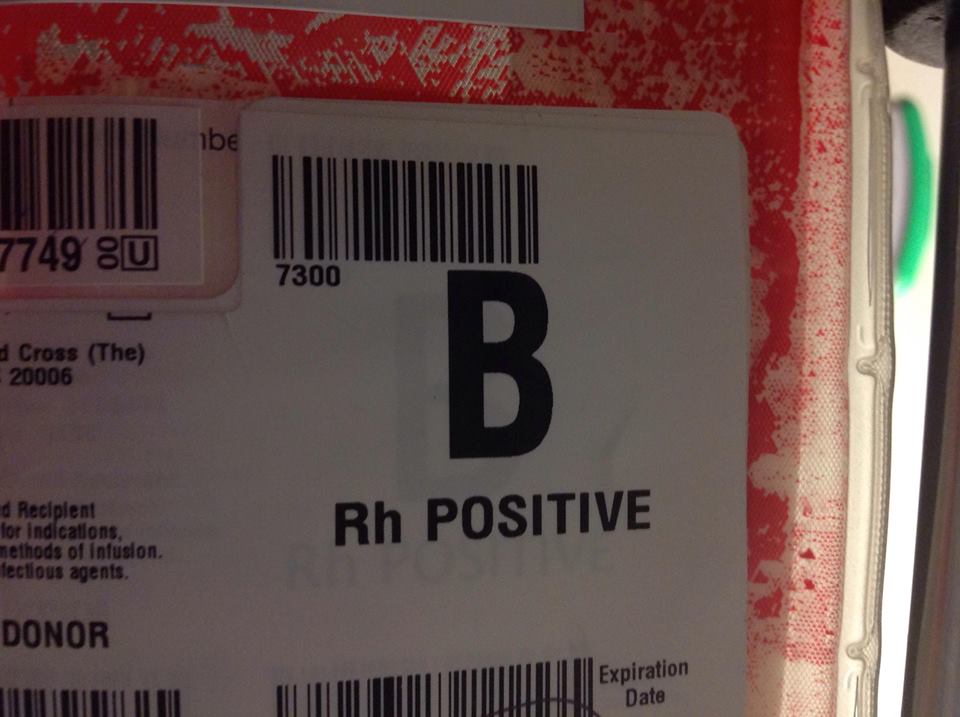 7749 00 U
7300
B
Rh POSITIVE
d Cross (The)
20006
d Recipient
for indications,
methods of infusion.
fectious agents.
DONOR
Expiration
Date